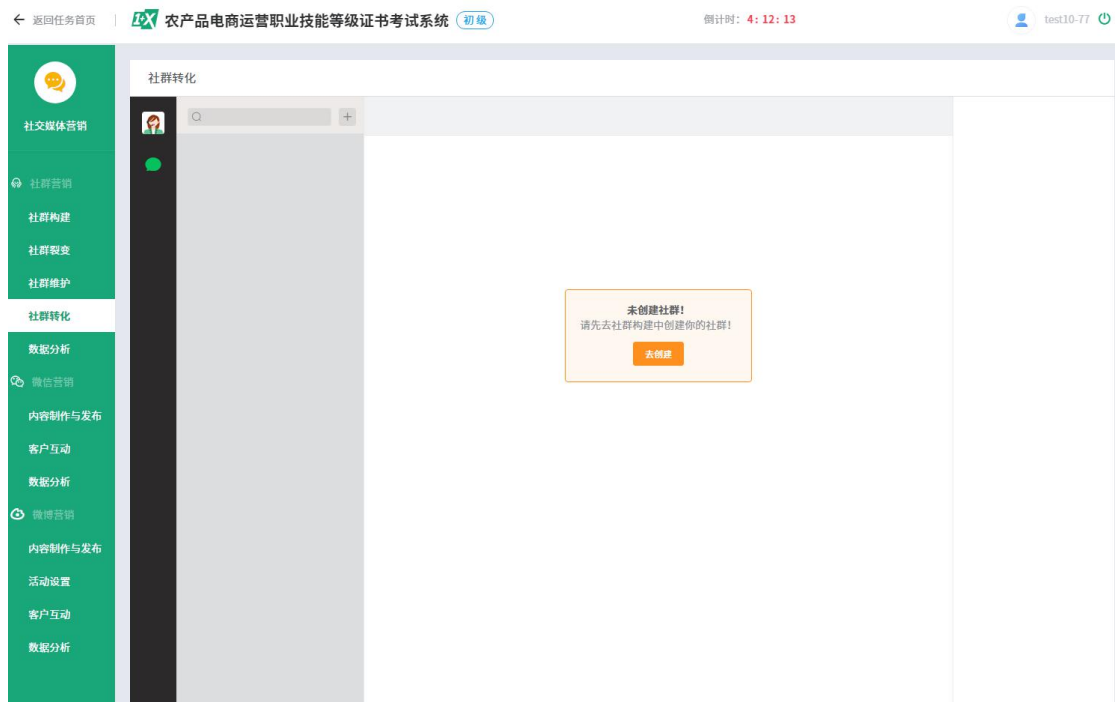 返回任务首页
1+X 农产品电商运营职业技能等级证书考试系统 初级
倒计时: 4: 12: 13
test10-77
社交媒体营销
社群营销
社群构建
社群裂变
社群维护
社群转化
数据分析
微信营销
内容制作与发布
客户互动
数据分析
微博营销
内容制作与发布
活动设置
客户互动
数据分析
社群转化
未创建社群!
请先去社群构建中创建你的社群!
去创建